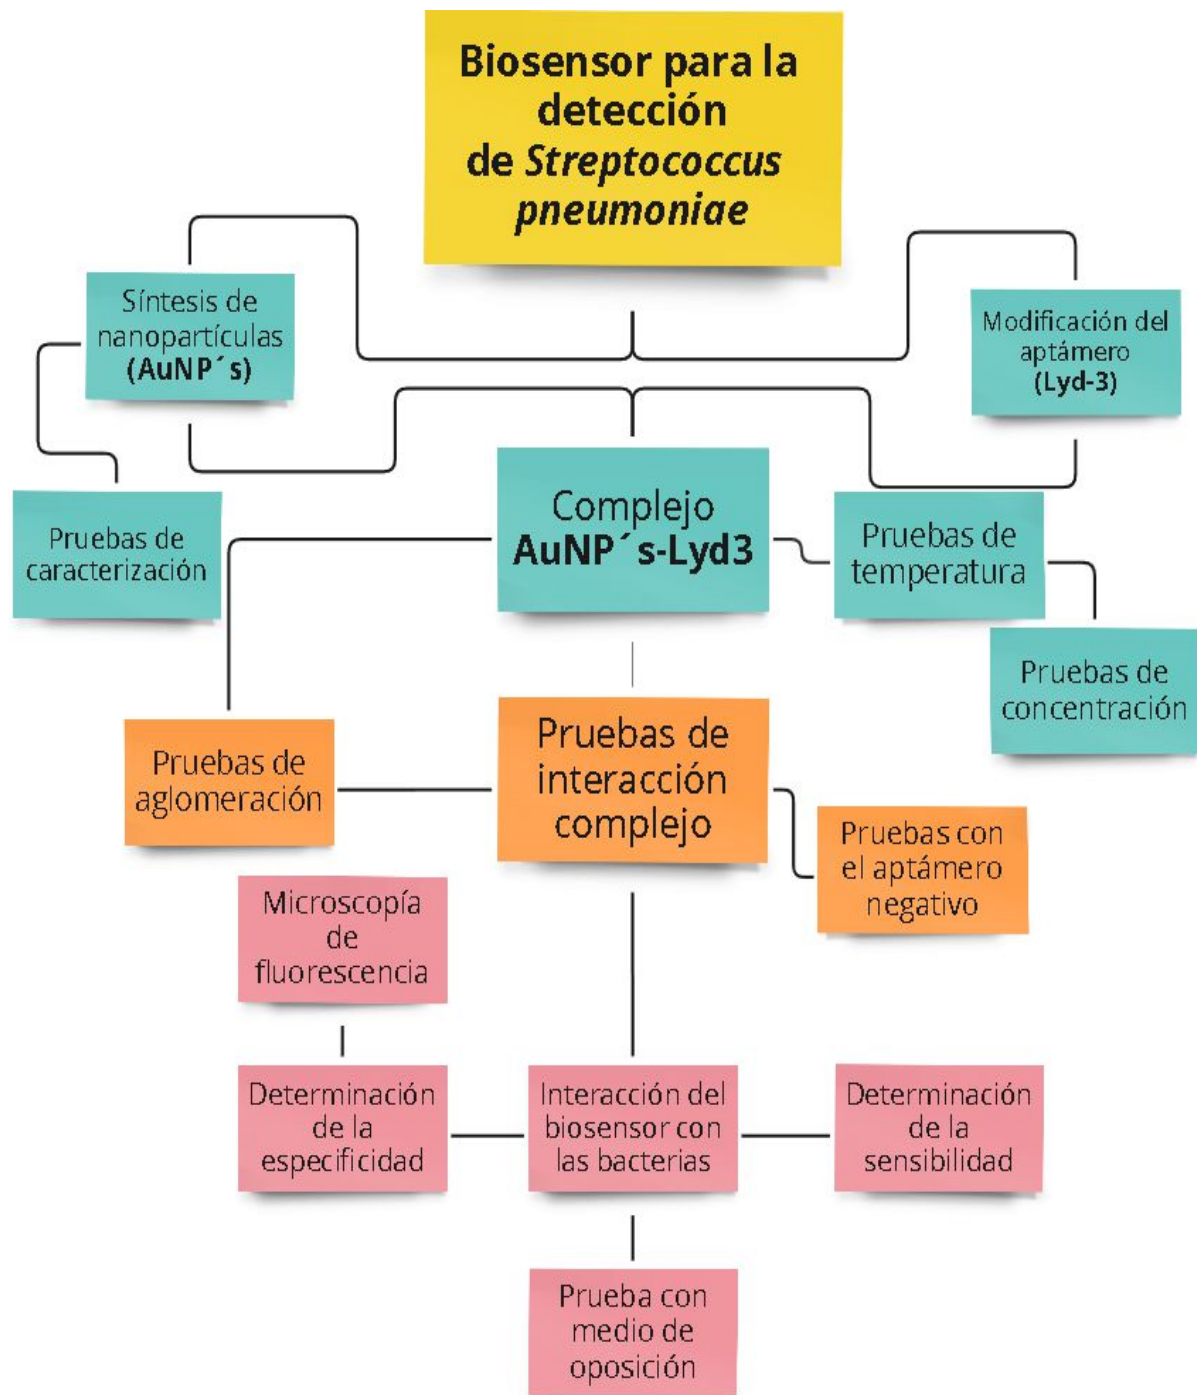 Biosensor para la
detección
de Streptococcus
pneumoniae
Síntesis de
nanopartículas
(AuNP´s)
Modificación del
aptámero
(Lyd-3)
Pruebas de
caracterización
Complejo
AuNP´s-Lyd3
Pruebas de
temperatura
Pruebas de
concentración
Pruebas de
aglomeración
Pruebas de
interacción
complejo
Pruebas con
el aptámero
negativo
Microscopía
de
fluorescencia
Determinación
de la
especificidad
Interacción del
biosensor con
las bacterias
Determinación
de la
sensibilidad
Prueba con
medio de
oposición